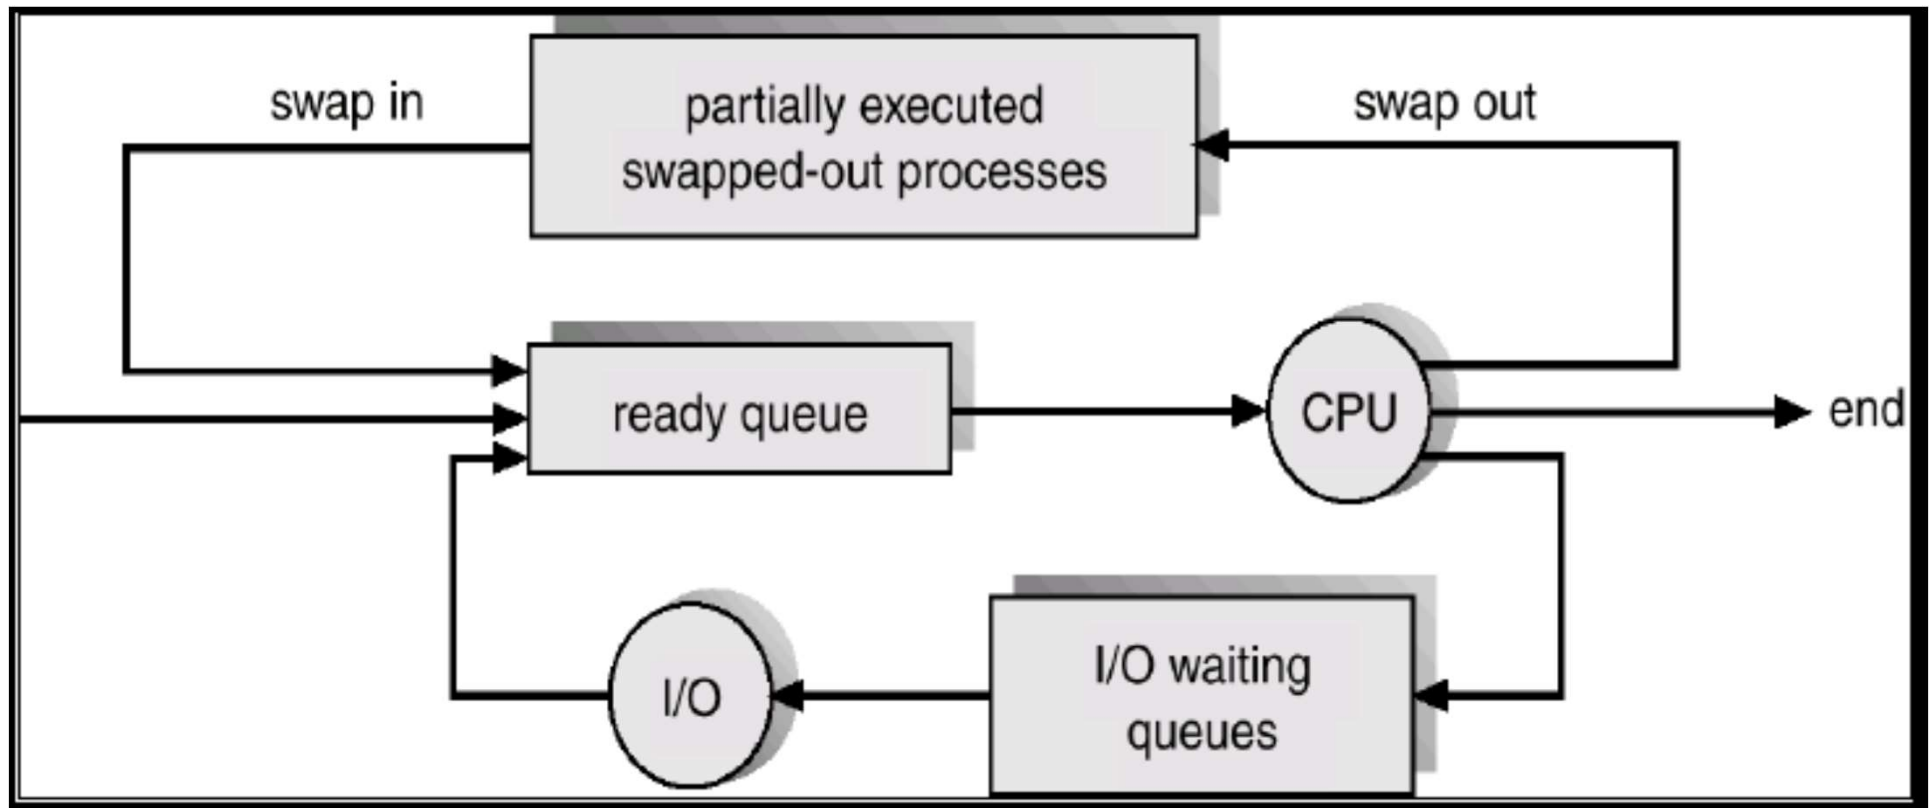 swap in
partially executed
swapped-out processes
swap out
ready queue
CPU
end
I/O
I/O waiting
queues